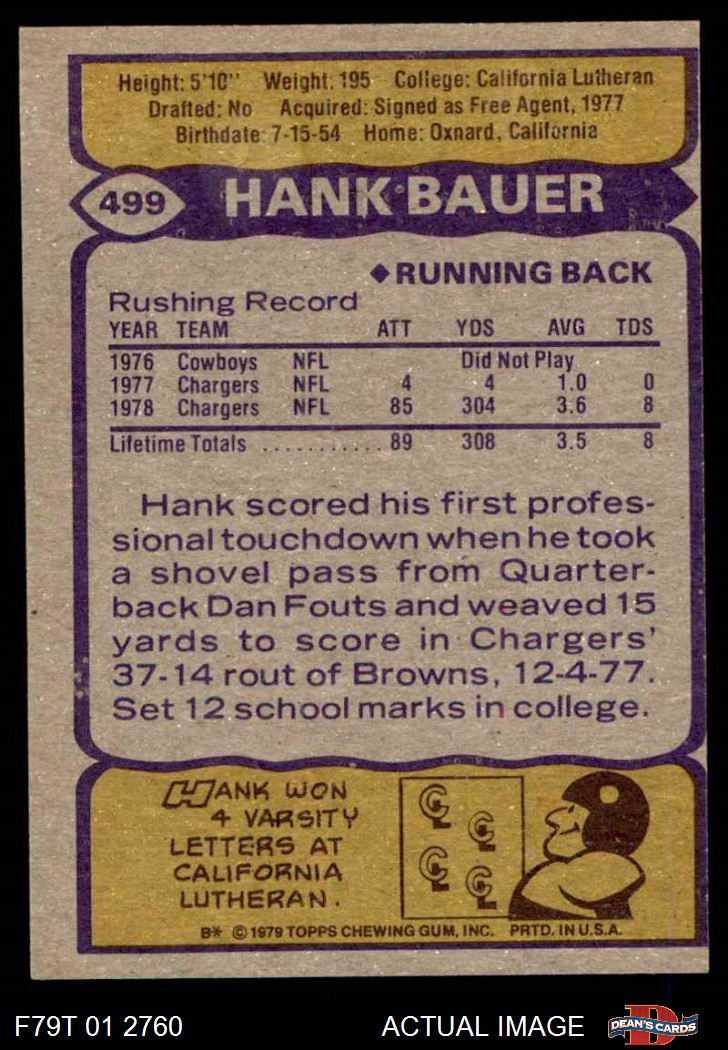 Height: 5'10" Weight: 195 College: California Lutheran
Drafted: No Acquired: Signed as Free Agent, 1977
Birthdate: 7-15-54 Home: Oxnard, California
499 HANK BAUER
◆RUNNING BACK
Rushing Record
YEAR TEAM ATT YDS AVG TDS
1976 Cowboys NFL Did Not Play
1977 Chargers NFL 4 4 1.0 0
1978 Chargers NFL 85 304 3.6 8
Lifetime Totals ........... 89 308 3.5 8
Hank scored his first profes-
sional touchdown when he took
a shovel pass from Quarter-
back Dan Fouts and weaved 15
yards to score in Chargers'
37-14 rout of Browns, 12-4-77.
Set 12 school marks in college.
HANK WON
4 VARSITY
LETTERS AT
CALIFORNIA
LUTHERAN.
CL CL
CL CL
B* © 1979 TOPPS CHEWING GUM, INC. PRTD. IN U.S.A.
F79T 01 2760 ACTUAL IMAGE D DEAN'S CARDS